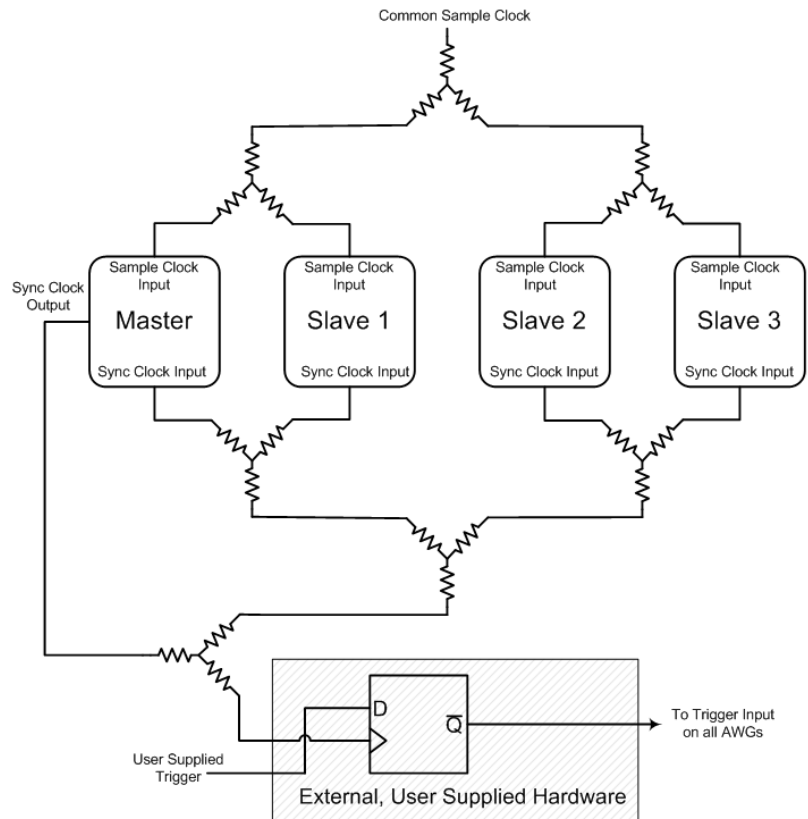 Common Sample Clock
Sample Clock
Input
Master
Sync Clock Input
Sample Clock
Input
Slave 1
Sync Clock Input
Sample Clock
Input
Slave 2
Sync Clock Input
Sample Clock
Input
Slave 3
Sync Clock Input
Sync Clock
Output
D
Q̅
To Trigger Input
on all AWGs
User Supplied
Trigger
External, User Supplied Hardware